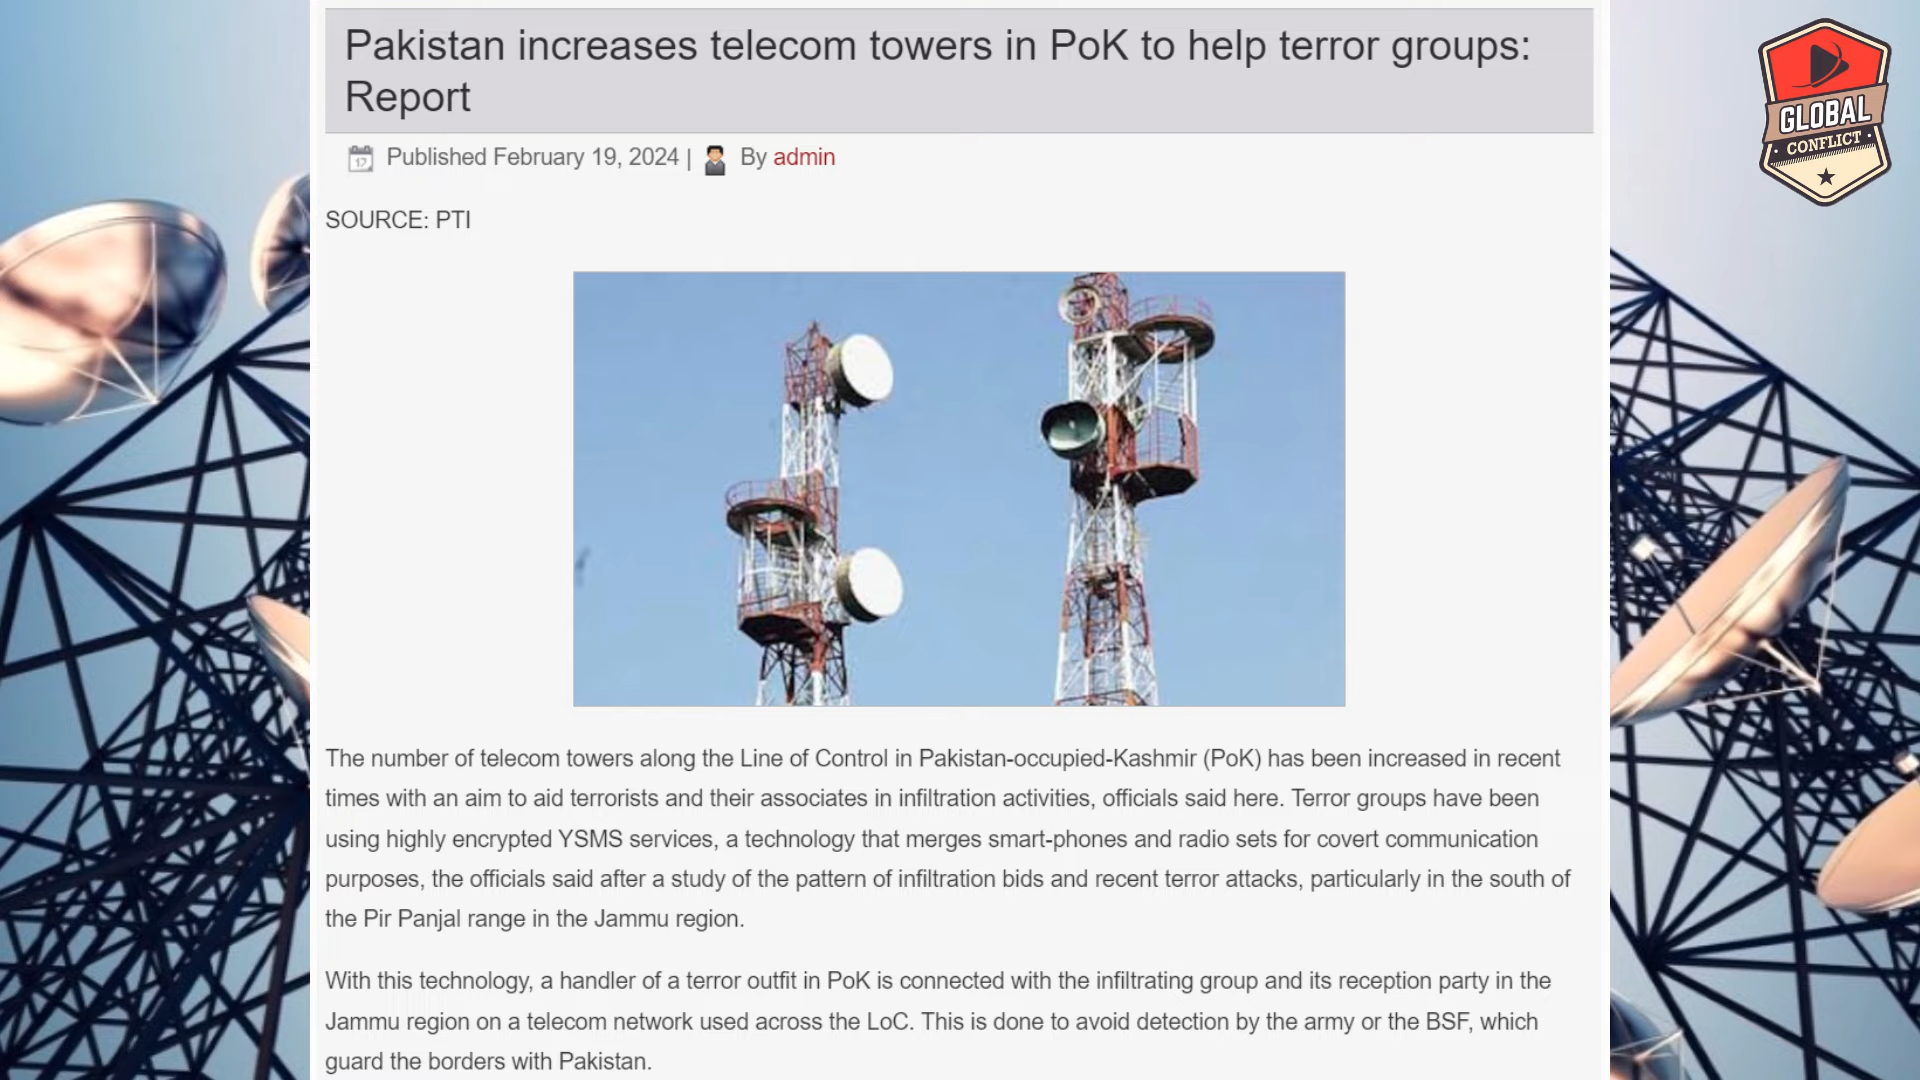 Pakistan increases telecom towers in PoK to help terror groups:
Report
17
Published February 19, 2024 | By admin
SOURCE: PTI
The number of telecom towers along the Line of Control in Pakistan-occupied-Kashmir (PoK) has been increased in recent
times with an aim to aid terrorists and their associates in infiltration activities, officials said here. Terror groups have been
using highly encrypted YSMS services, a technology that merges smart-phones and radio sets for covert communication
purposes, the officials said after a study of the pattern of infiltration bids and recent terror attacks, particularly in the south of
the Pir Panjal range in the Jammu region.
With this technology, a handler of a terror outfit in PoK is connected with the infiltrating group and its reception party in the
Jammu region on a telecom network used across the LoC. This is done to avoid detection by the army or the BSF, which
guard the borders with Pakistan.
GLOBAL
CONFLICT